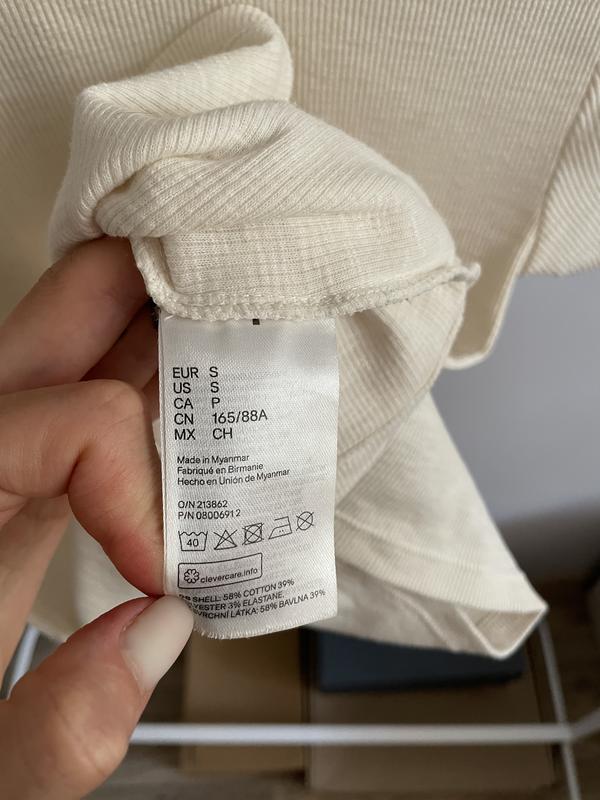 EUR S
US S
CA P
CN 165/88A
MX CH
Made in Myanmar
Fabriqué en Birmanie
Hecho en Unión de Myanmar
O/N 213862
P/N 08006912
40
clevercare.info
SHELL: 58% COTTON 39%
YESTER 3% ELASTANE.
VRCHNÍ LÁTKA: 58% BAVLNA 39%